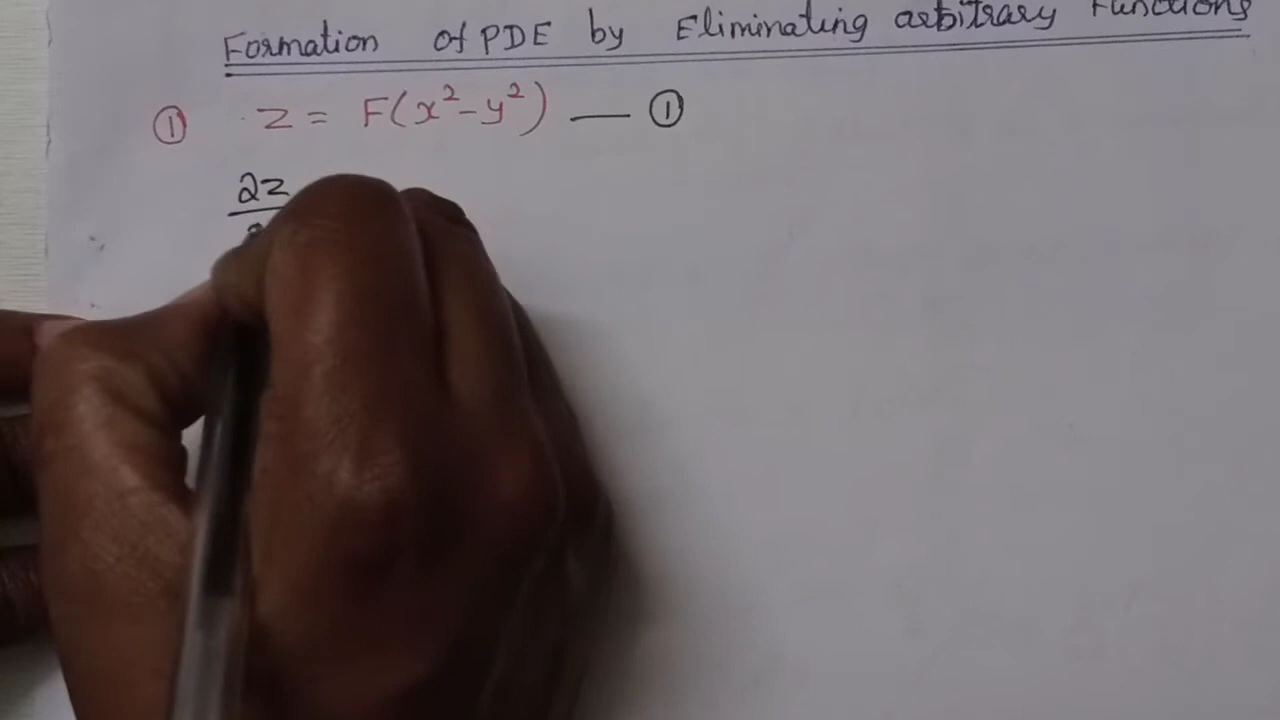 Formation of PDE by Eliminating arbitrary Functions
① z = F(x² - y²) — ①
∂z